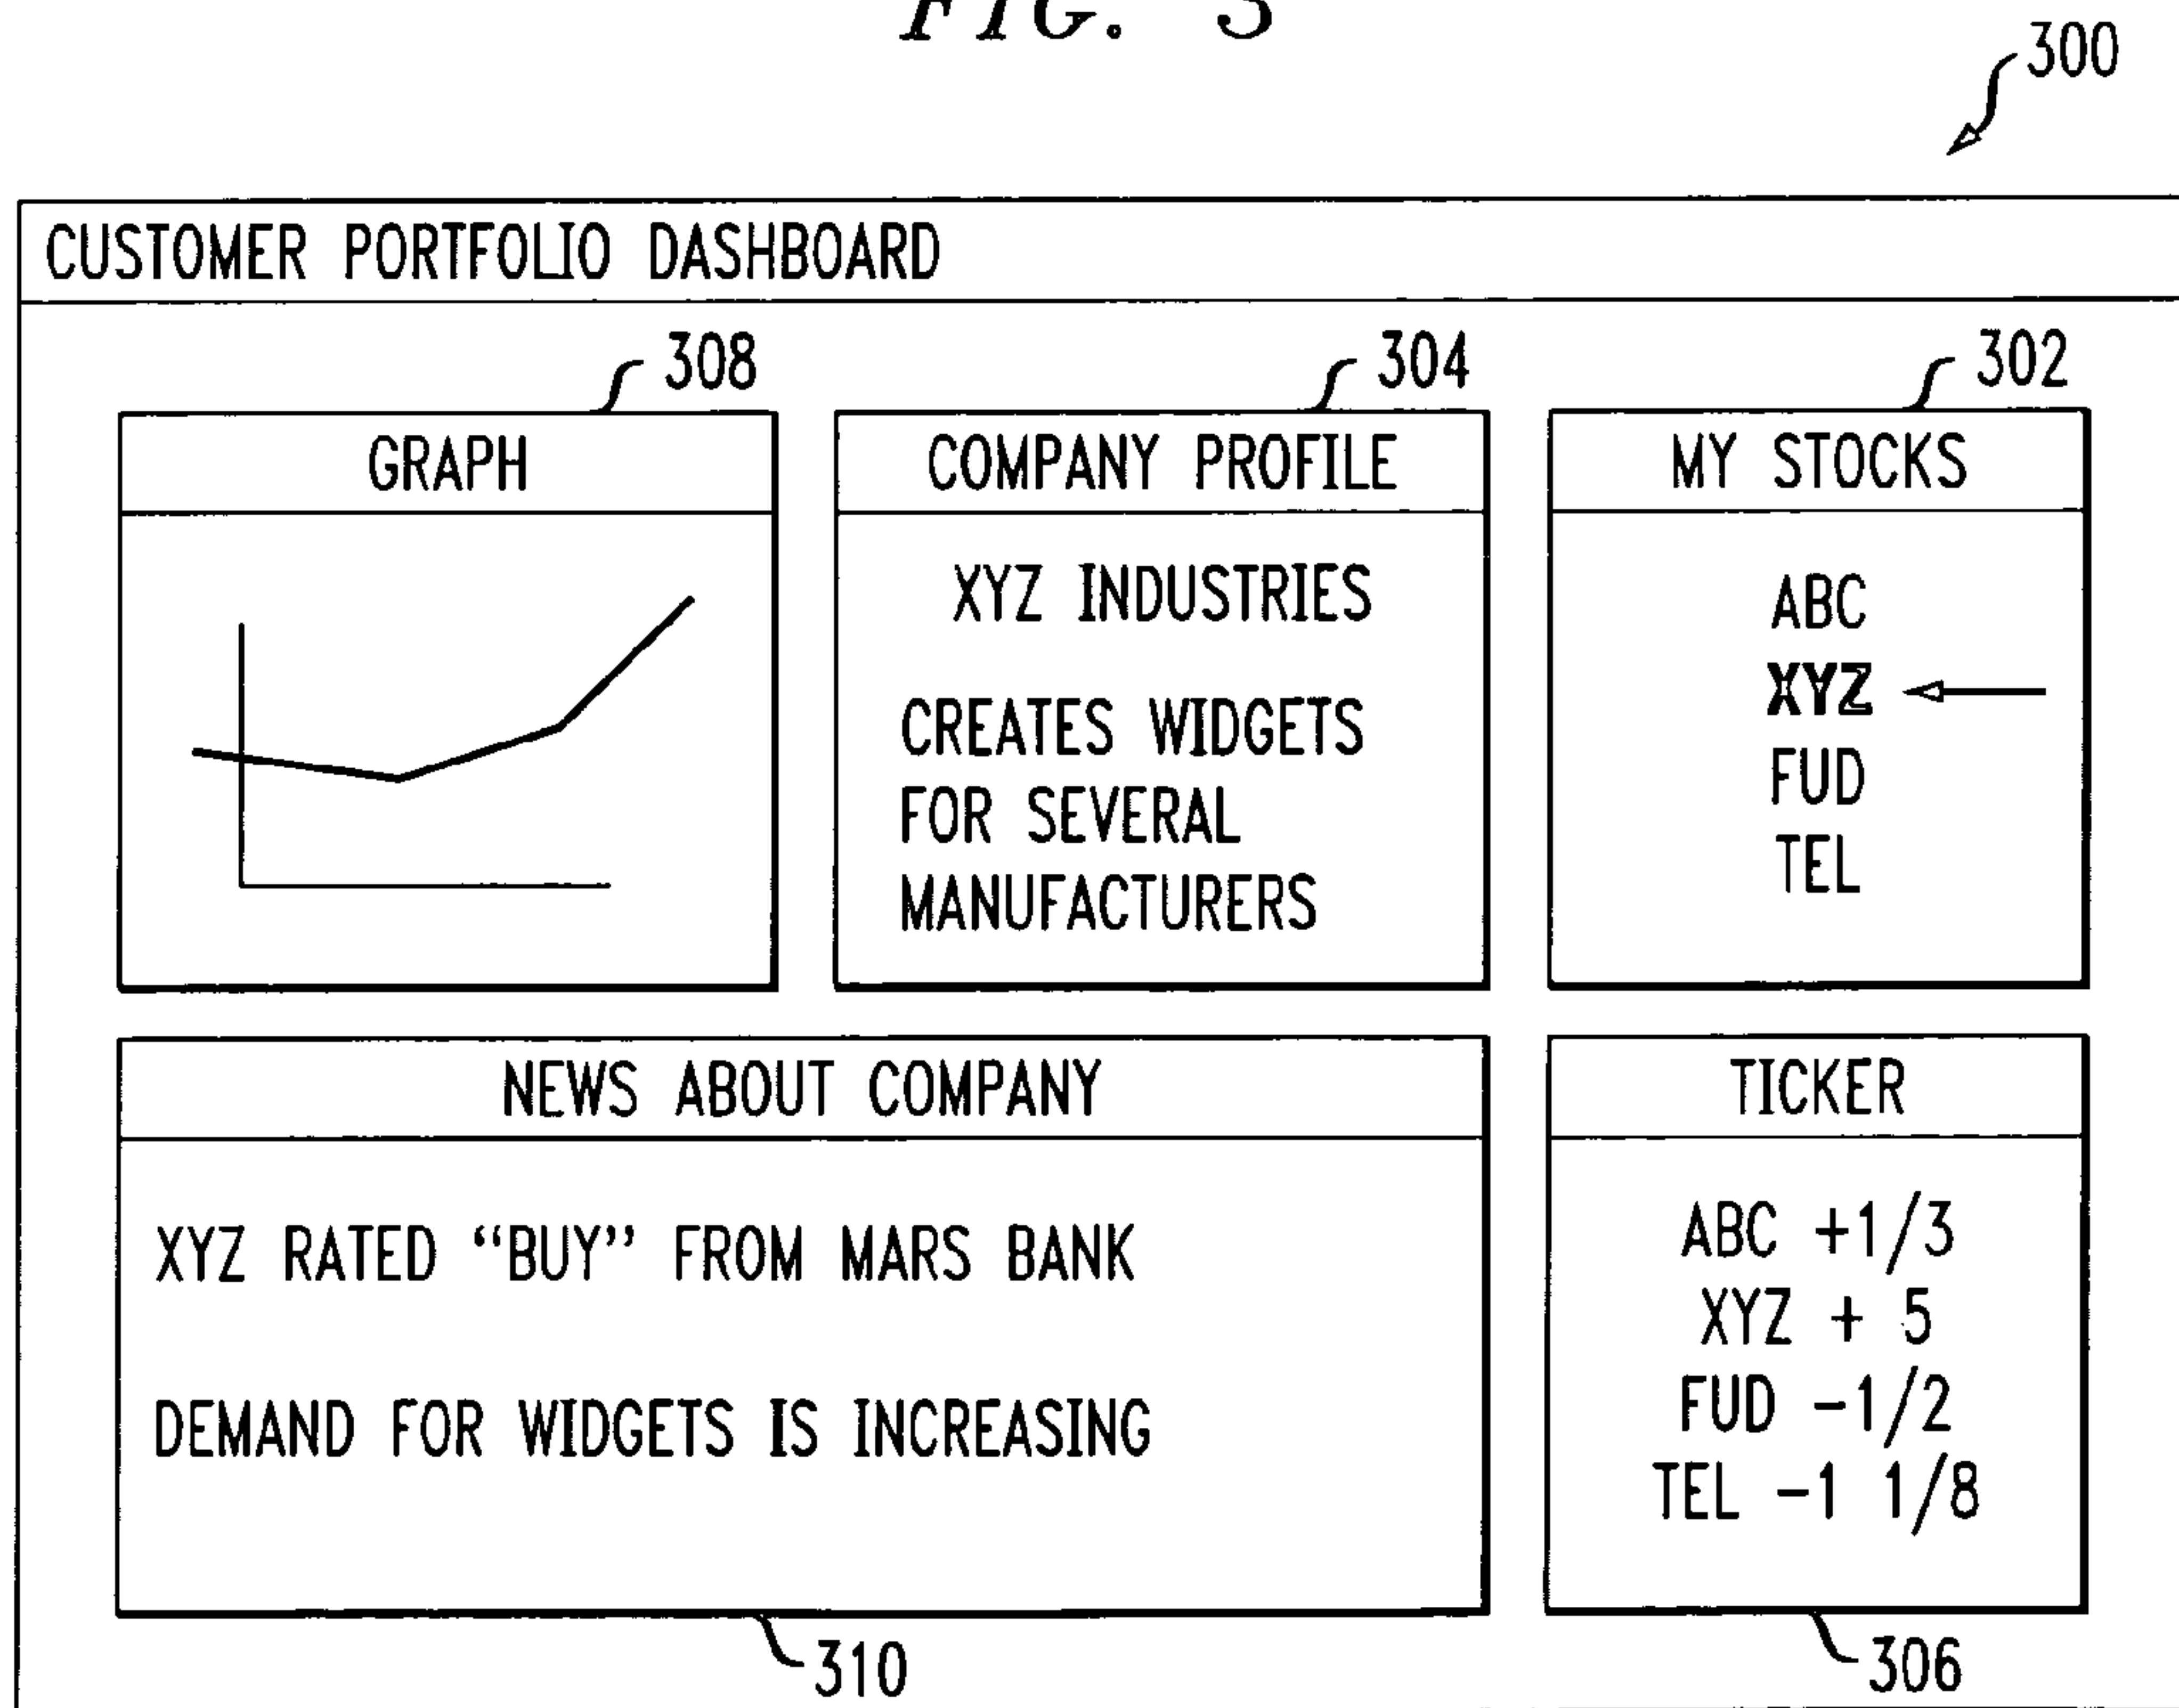 FIG. 3
300
CUSTOMER PORTFOLIO DASHBOARD
308
GRAPH
304
COMPANY PROFILE
XYZ INDUSTRIES
CREATES WIDGETS
FOR SEVERAL
MANUFACTURERS
302
MY STOCKS
ABC
XYZ
FUD
TEL
NEWS ABOUT COMPANY
XYZ RATED “BUY” FROM MARS BANK
DEMAND FOR WIDGETS IS INCREASING
310
TICKER
ABC +1/3
XYZ + 5
FUD -1/2
TEL -1 1/8
306